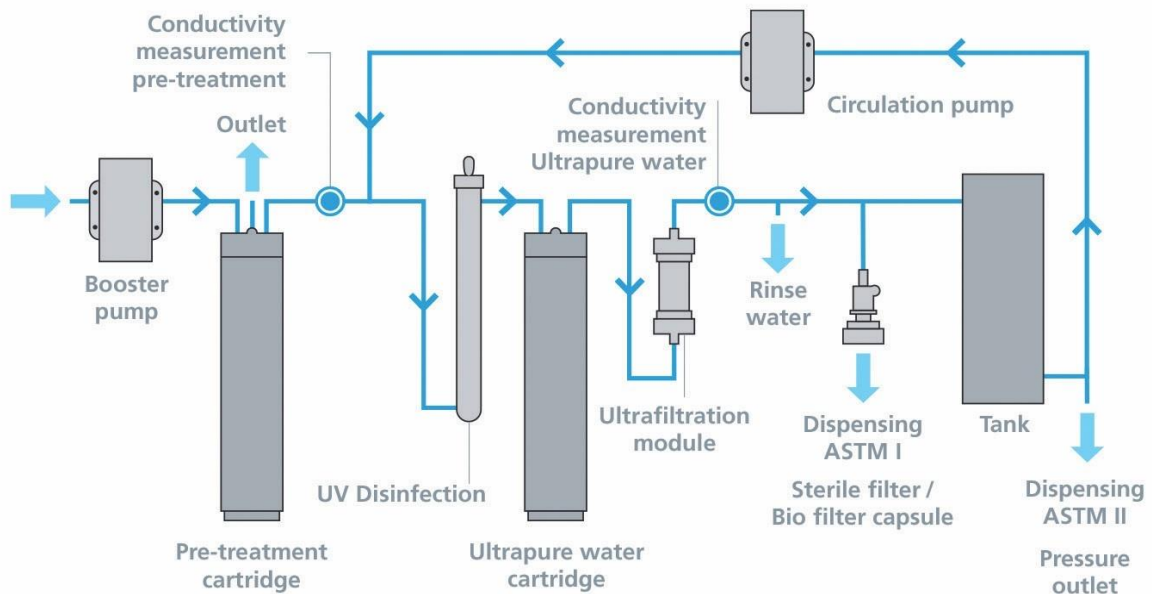 Conductivity
measurement
pre-treatment
Outlet
Booster
pump
Pre-treatment
cartridge
UV Disinfection
Ultrapure water
cartridge
Conductivity
measurement
Ultrapure water
Circulation pump
Ultrafiltration
module
Rinse
water
Dispensing
ASTM I
Sterile filter /
Bio filter capsule
Tank
Dispensing
ASTM II
Pressure
outlet